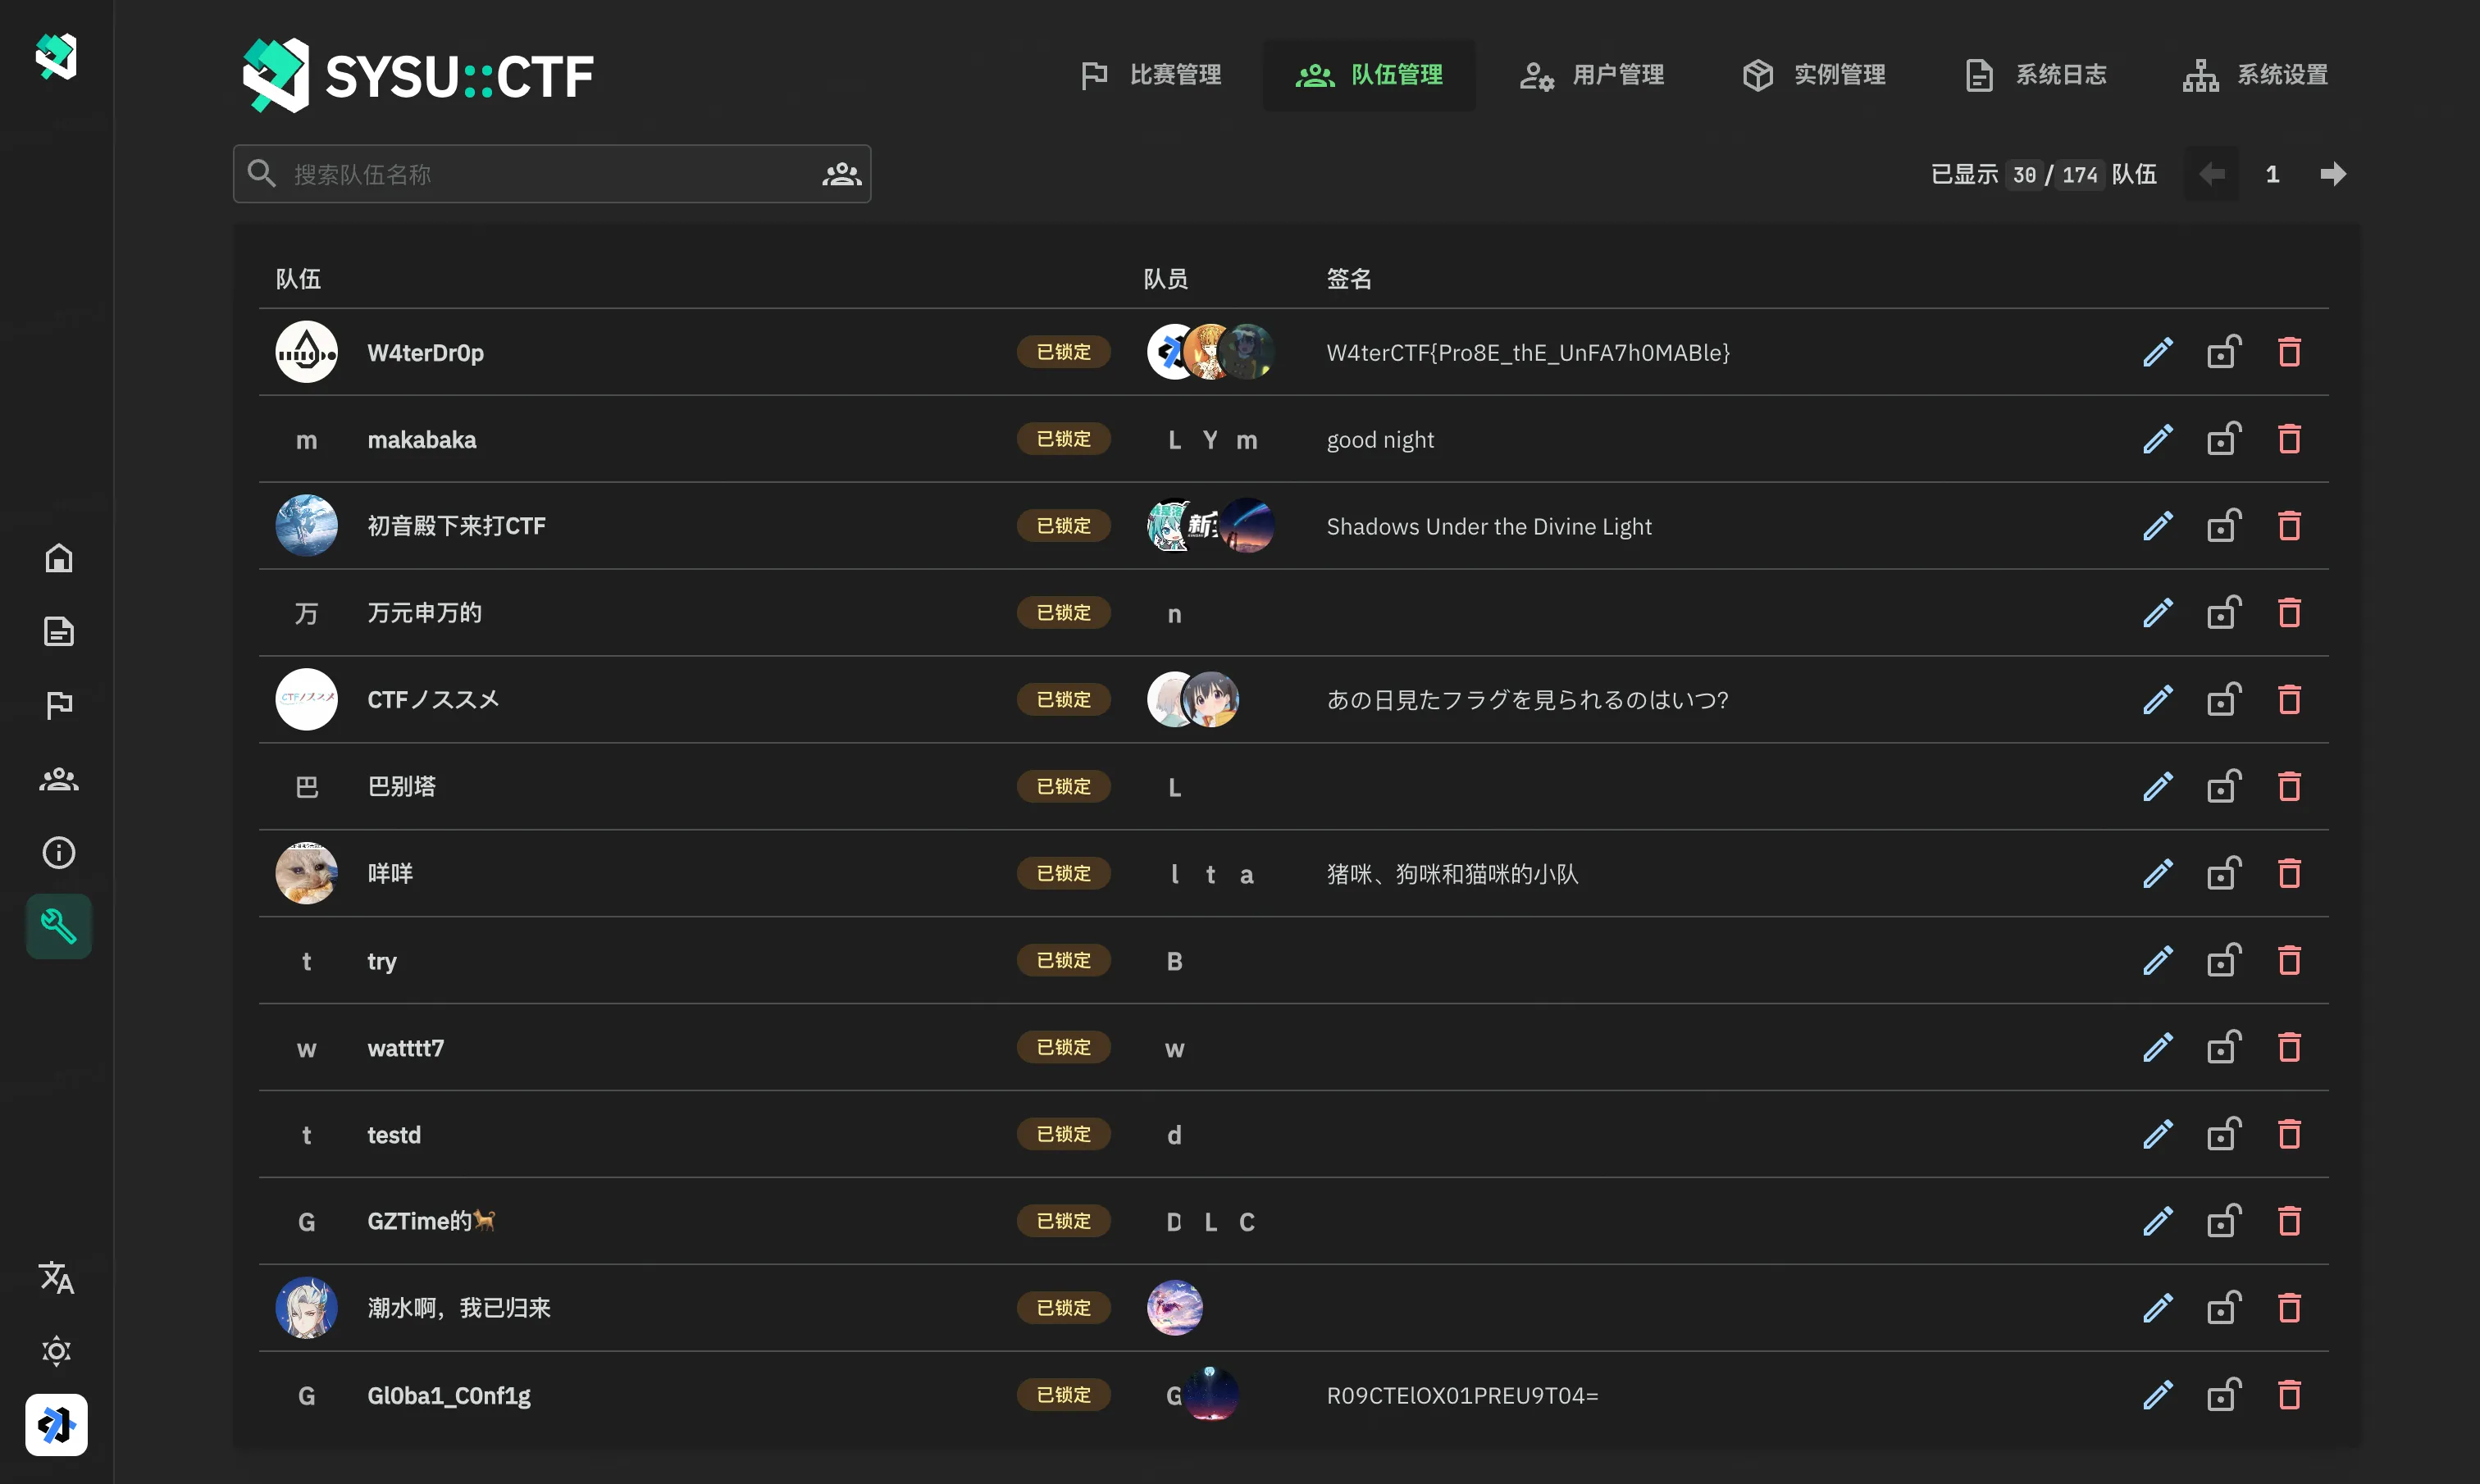 SYSU::CTF
比赛管理
队伍管理
用户管理
实例管理
系统日志
系统设置
搜索队伍名称
已显示 30 / 174 队伍
1
队伍 队员 签名
W4terDr0p 已锁定 W4terCTF{Pro8E_thE_UnFA7h0MABle}
m makabaka 已锁定 L Y m good night
初音殿下来打CTF 已锁定 Shadows Under the Divine Light
万 万元申万的 已锁定 n
CTFノススメ CTFノススメ 已锁定 あの日見たフラグを見られるのはいつ?
巴 巴别塔 已锁定 L
咩咩 已锁定 l t a 猪咪、狗咪和猫咪的小队
t try 已锁定 B
w watttt7 已锁定 w
t testd 已锁定 d
G GZTime的🐕 已锁定 D L C
潮水啊，我已归来 已锁定
G Gl0ba1_C0nf1g 已锁定 G R09CTElOX01PREU9T04=